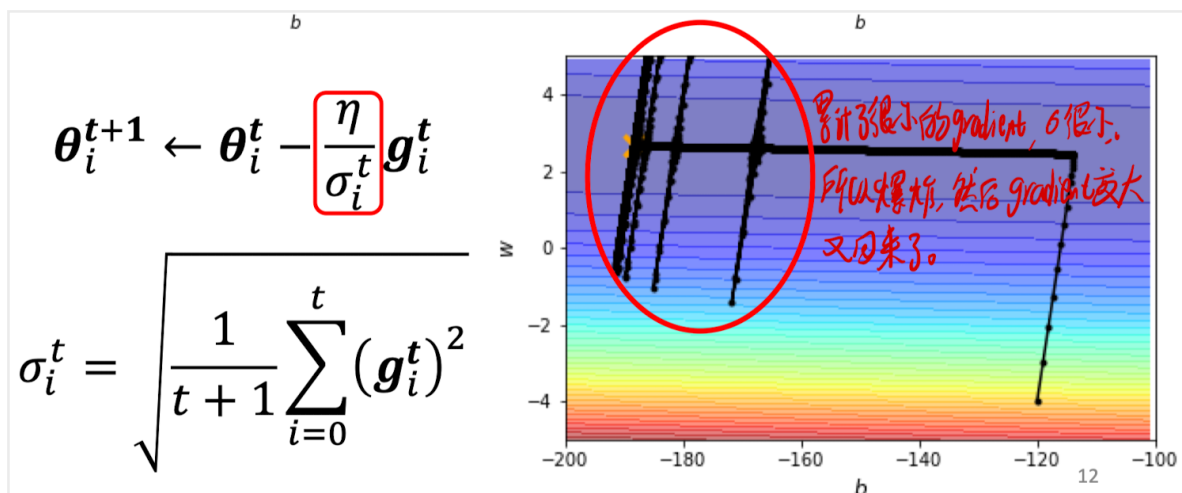 b
b
θ_i^{t+1} ← θ_i^t − η/σ_i^t g_i^t
σ_i^t = √(1/(t+1) ∑_{i=0}^{t} (g_i^t)^2)
w
4
2
0
−2
−4
累计了很小的gradient, σ很小.
所以爆炸, 然后gradient较大
又回来了。
−200
−180
−160
−140
−120
−100
b
12